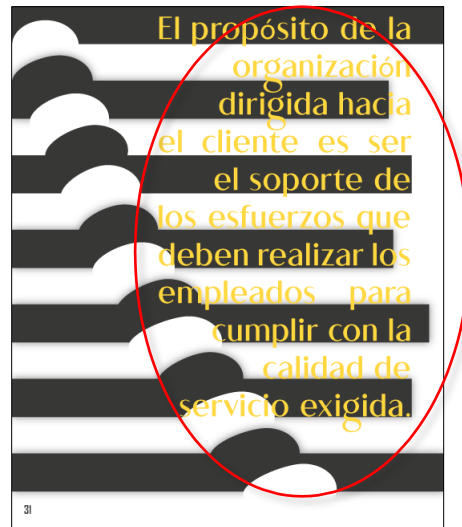 El propósito de la
organización
dirigida hacia
el cliente es ser
el soporte de
los esfuerzos que
deben realizar los
empleados para
cumplir con la
calidad de
servicio exigida.
31